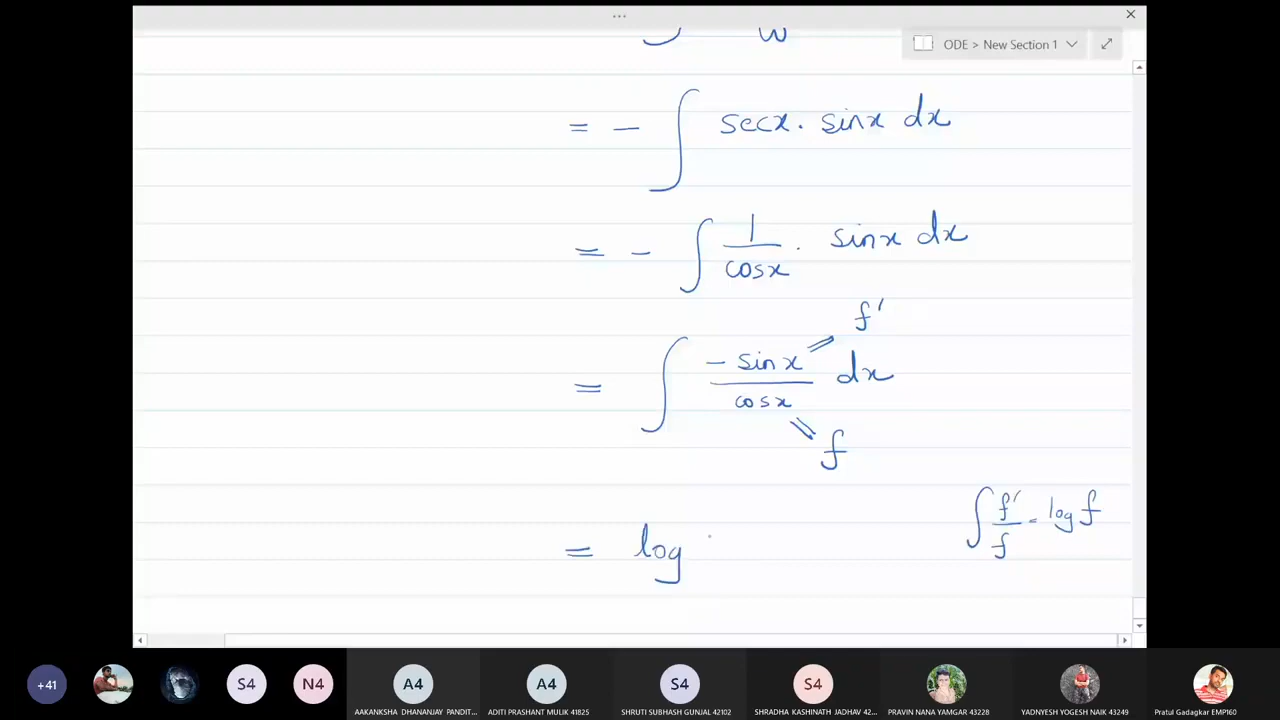 ODE > New Section 1
∫ w
= - ∫ secx . sinx dx
= - ∫ 1/cosx . sinx dx
f'
= ∫ -sinx/cosx dx
f
∫ f'/f = log f
= log
+41 S4 N4 A4 A4 S4 S4
AAKANKSHA DHANANJAY PANDIT... ADITI PRASHANT MULIK 41825 SHRUTI SUBHASH GUNJAL 42102 SHRADHA KASHINATH JADHAV 42... PRAVIN NANA YAMGAR 43228 YADNYESH YOGESH NAIK 43249 Pratul Gadagkar EMP160